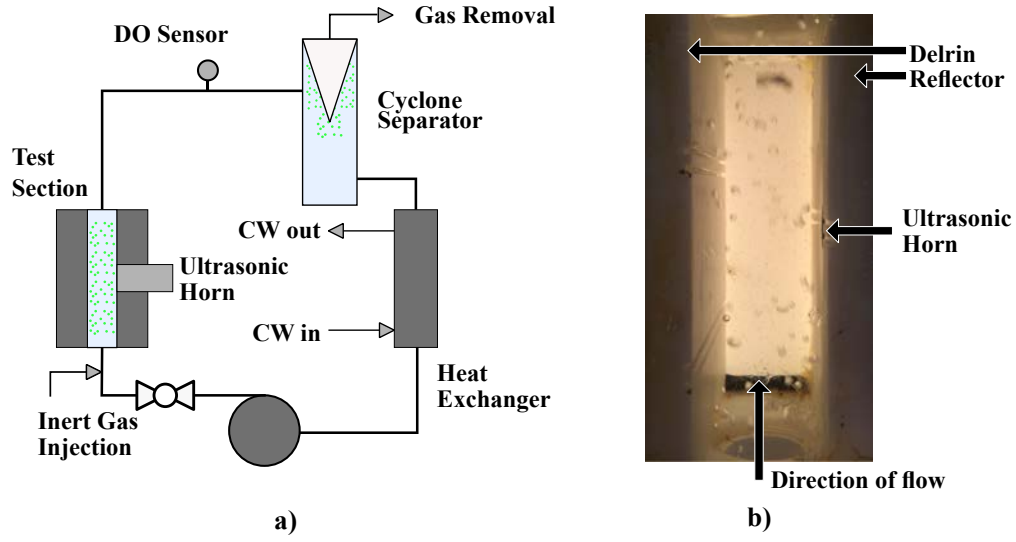 Gas Removal
DO Sensor
Cyclone
Separator
Test
Section
CW out
Ultrasonic
Horn
CW in
Heat
Exchanger
Inert Gas
Injection
a)
Delrin
Reflector
Ultrasonic
Horn
Direction of flow
b)